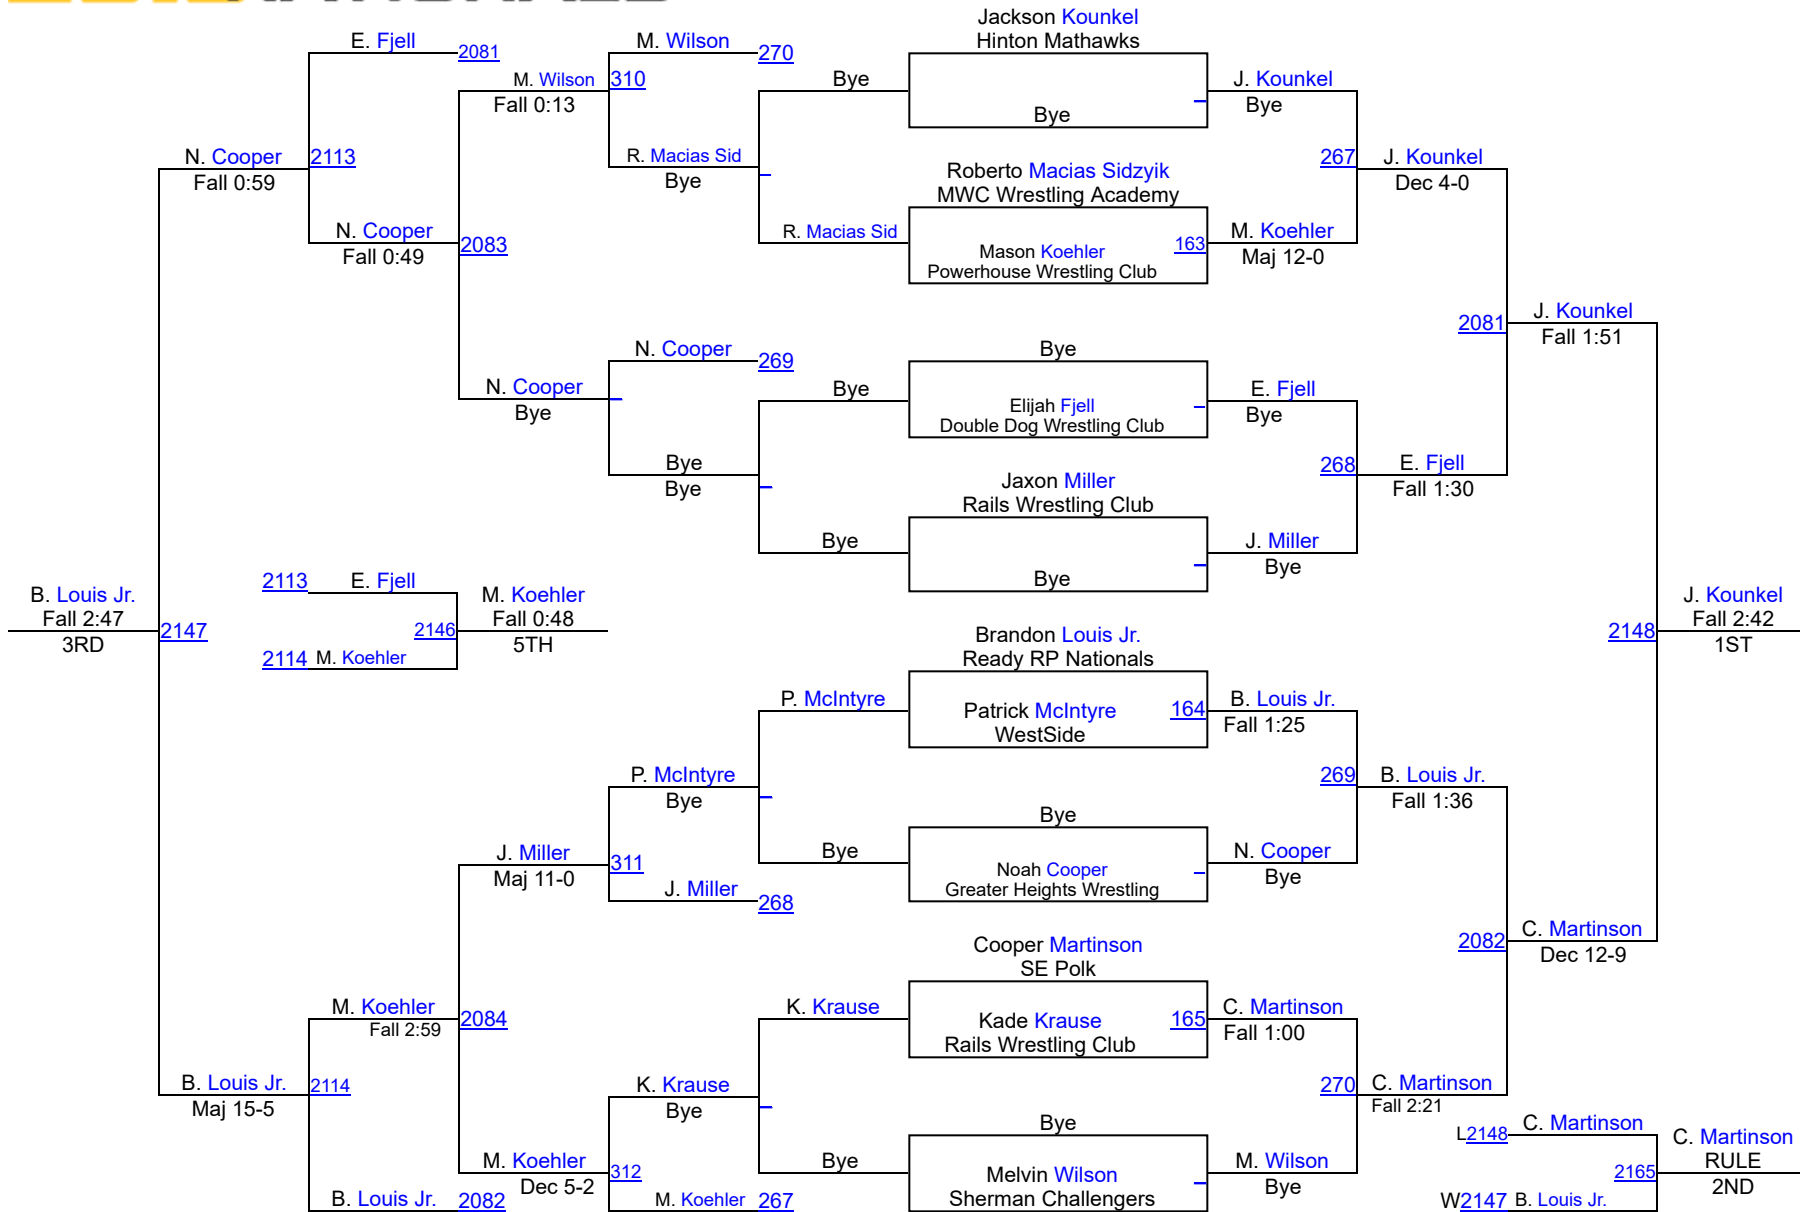 Jackson Kounkel
Hinton Mathawks
E. Fjell
2081
M. Wilson
270
M. Wilson
310
Fall 0:13
Bye
Bye
J. Kounkel
Bye
N. Cooper
2113
Fall 0:59
R. Macias Sid
Bye
Roberto Macias Sidzyik
MWC Wrestling Academy
267
J. Kounkel
Dec 4-0
N. Cooper
2083
Fall 0:49
R. Macias Sid
Mason Koehler
163
Powerhouse Wrestling Club
M. Koehler
Maj 12-0
2081
J. Kounkel
Fall 1:51
N. Cooper
269
Bye
N. Cooper
Bye
Bye
Elijah Fjell
Double Dog Wrestling Club
E. Fjell
Bye
Bye
Bye
Jaxon Miller
Rails Wrestling Club
268
E. Fjell
Fall 1:30
Bye
Bye
J. Miller
Bye
B. Louis Jr.
Fall 2:47
3RD
2147
2113
E. Fjell
2146
2114
M. Koehler
M. Koehler
Fall 0:48
5TH
2148
J. Kounkel
Fall 2:42
1ST
Brandon Louis Jr.
Ready RP Nationals
P. McIntyre
Patrick McIntyre
164
WestSide
B. Louis Jr.
Fall 1:25
P. McIntyre
Bye
269
B. Louis Jr.
Fall 1:36
Bye
J. Miller
311
Maj 11-0
Bye
Noah Cooper
Greater Heights Wrestling
N. Cooper
Bye
J. Miller
268
Cooper Martinson
SE Polk
2082
C. Martinson
Dec 12-9
M. Koehler
2084
Fall 2:59
K. Krause
Kade Krause
165
Rails Wrestling Club
C. Martinson
Fall 1:00
B. Louis Jr.
2114
Maj 15-5
K. Krause
Bye
270
C. Martinson
Fall 2:21
Bye
L2148
C. Martinson
M. Koehler
312
Dec 5-2
Bye
Melvin Wilson
Sherman Challengers
M. Wilson
Bye
2165
C. Martinson
RULE
2ND
B. Louis Jr.
2082
M. Koehler
267
W2147
B. Louis Jr.